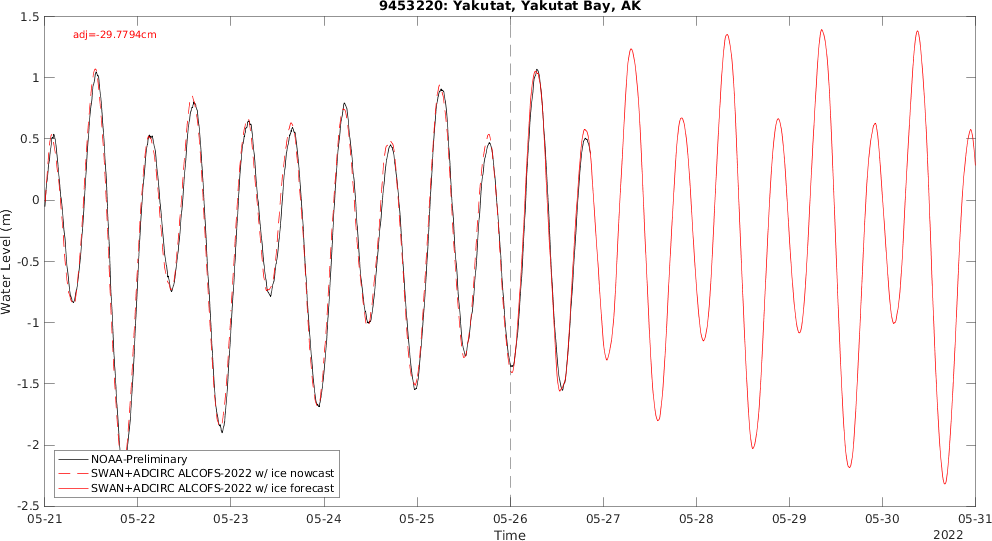 9453220: Yakutat, Yakutat Bay, AK
adj=-29.7794cm
1.5
1
0.5
0
-0.5
-1
-1.5
-2
-2.5
Water Level (m)
NOAA-Preliminary
SWAN+ADCIRC ALCOFS-2022 w/ ice nowcast
SWAN+ADCIRC ALCOFS-2022 w/ ice forecast
05-21 05-22 05-23 05-24 05-25 05-26 05-27 05-28 05-29 05-30 05-31
Time
2022